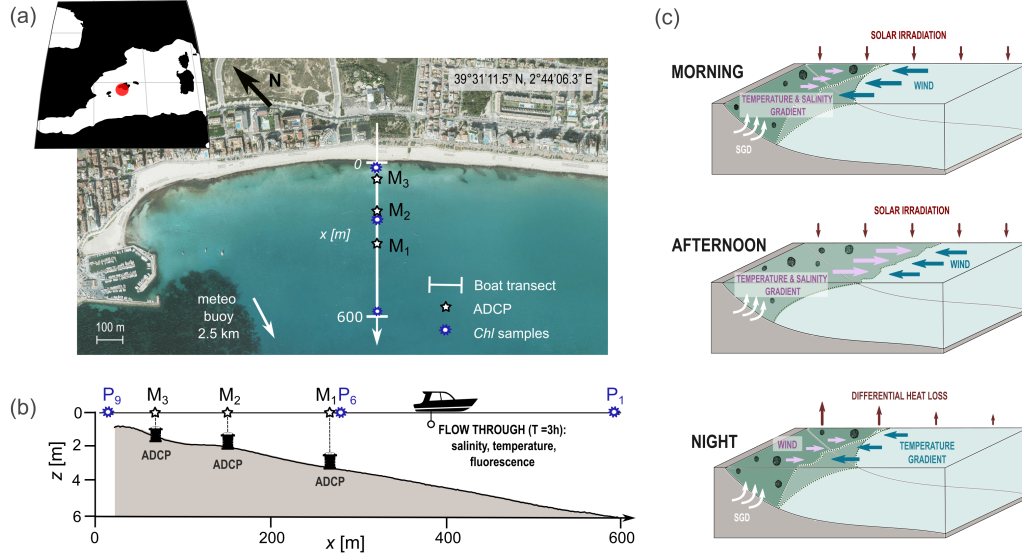 (a)
N
39°31'11.5" N, 2°44'06.3" E
0
M3
M2
x [m]
M1
Boat transect
ADCP
Chl samples
600
meteo
buoy
2.5 km
100 m
(b)
P9 M3 M2 M1 P6 P1
0
2
4
6
z [m]
ADCP
ADCP
ADCP
FLOW THROUGH (T =3h):
salinity, temperature,
fluorescence
0 200 400 600
x [m]
(c)
SOLAR IRRADIATION
MORNING
WIND
TEMPERATURE & SALINITY
GRADIENT
SGD
SOLAR IRRADIATION
AFTERNOON
WIND
TEMPERATURE & SALINITY
GRADIENT
SGD
DIFFERENTIAL HEAT LOSS
NIGHT
WIND
TEMPERATURE
GRADIENT
SGD